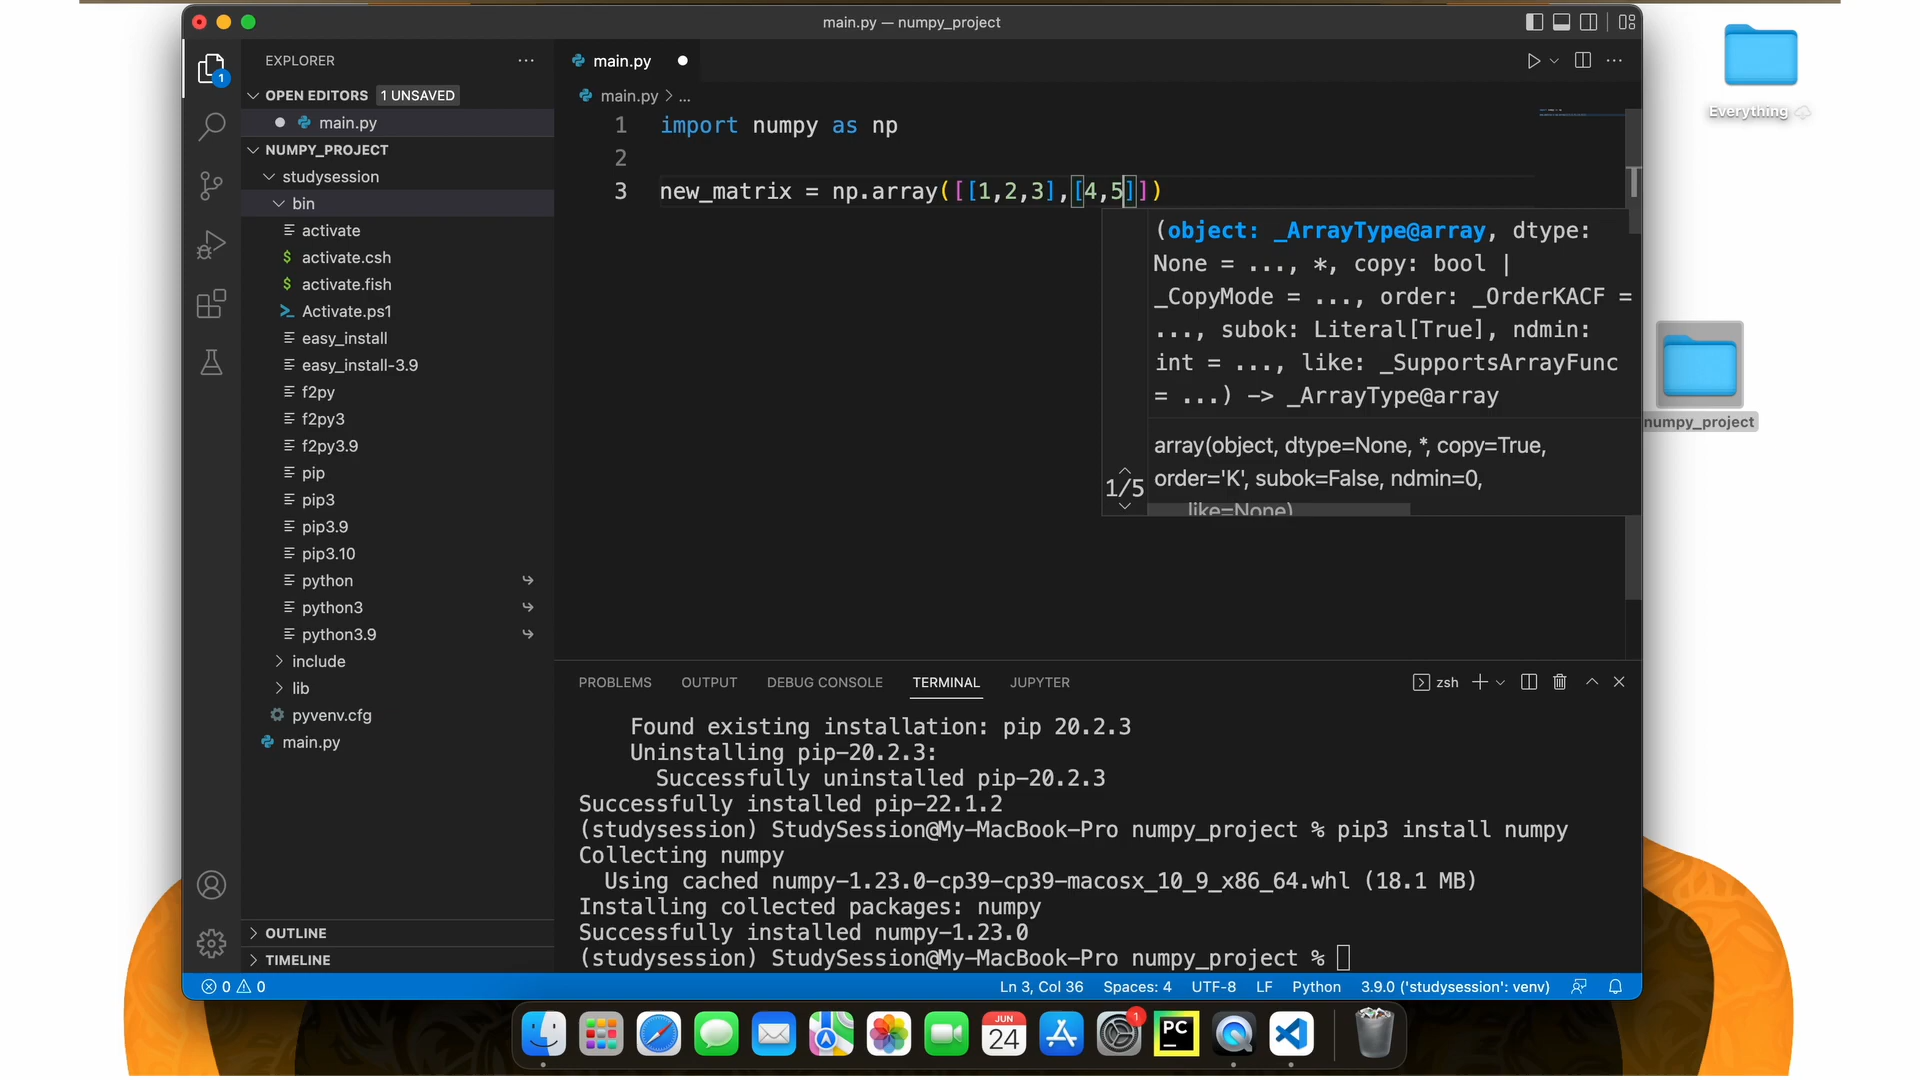 main.py — numpy_project
EXPLORER
OPEN EDITORS 1 UNSAVED
main.py
NUMPY_PROJECT
studysession
bin
activate
activate.csh
activate.fish
Activate.ps1
easy_install
easy_install-3.9
f2py
f2py3
f2py3.9
pip
pip3
pip3.9
pip3.10
python
python3
python3.9
include
lib
pyvenv.cfg
main.py
OUTLINE
TIMELINE
1
main.py
main.py > ...
1 import numpy as np
2
3 new_matrix = np.array([[1,2,3],[4,5]])
(object: _ArrayType@array, dtype:
None = ..., *, copy: bool |
_CopyMode = ..., order: _OrderKACF =
..., subok: Literal[True], ndmin:
int = ..., like: _SupportsArrayFunc
= ...) -> _ArrayType@array
array(object, dtype=None, *, copy=True,
order='K', subok=False, ndmin=0,
like=None)
1/5
PROBLEMS OUTPUT DEBUG CONSOLE TERMINAL JUPYTER
zsh
Found existing installation: pip 20.2.3
Uninstalling pip-20.2.3:
Successfully uninstalled pip-20.2.3
Successfully installed pip-22.1.2
(studysession) StudySession@My-MacBook-Pro numpy_project % pip3 install numpy
Collecting numpy
Using cached numpy-1.23.0-cp39-cp39-macosx_10_9_x86_64.whl (18.1 MB)
Installing collected packages: numpy
Successfully installed numpy-1.23.0
(studysession) StudySession@My-MacBook-Pro numpy_project %
0 0
Ln 3, Col 36 Spaces: 4 UTF-8 LF Python 3.9.0 ('studysession': venv)
Everything
numpy_project
JUN
24
1
PC